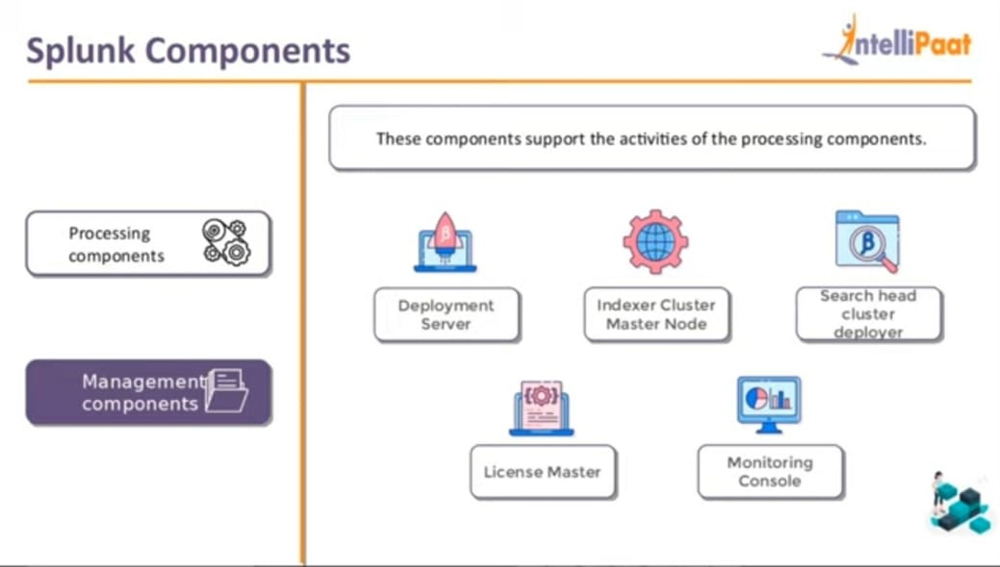 Splunk Components
IntelliPaat
These components support the activities of the processing components.
Processing
components
Management
components
β
β
Deployment
Server
Indexer Cluster
Master Node
Search head
cluster
deployer
License Master
Monitoring
Console